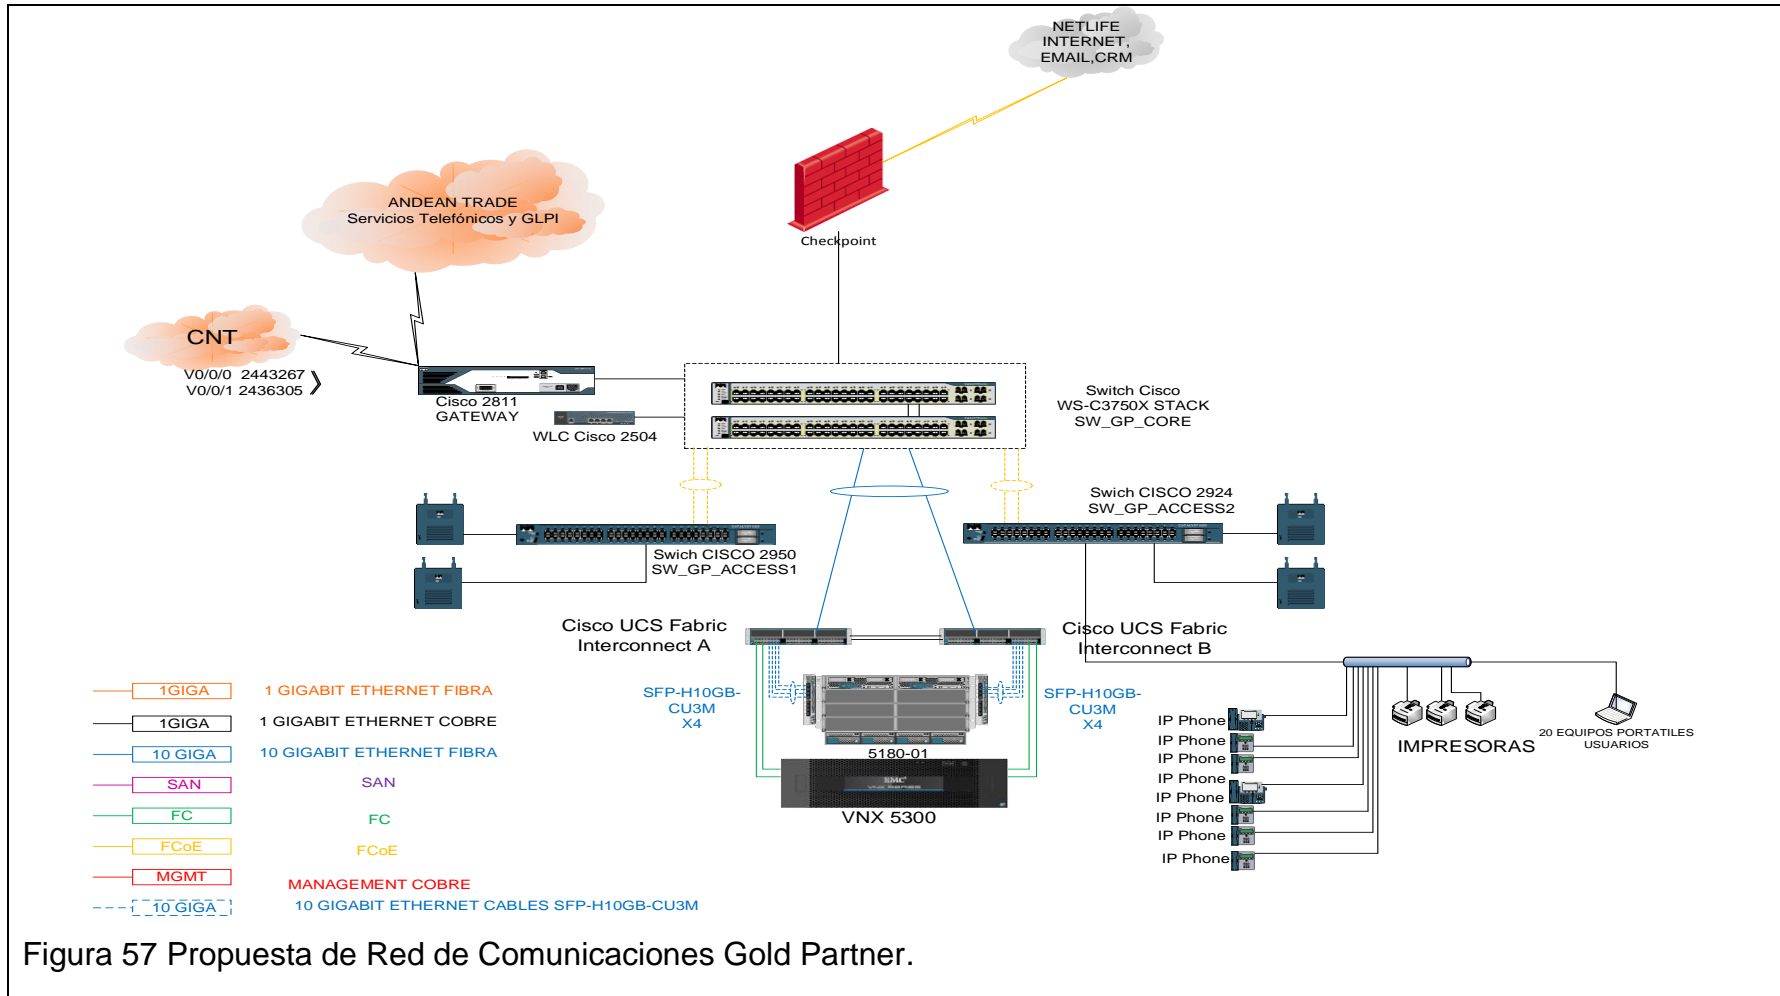 NETLIFE
INTERNET,
EMAIL,CRM
ANDEAN TRADE
Servicios Telefónicos y GLPI
Checkpoint
CNT
V0/0/0 2443267
V0/0/1 2436305
Cisco 2811
GATEWAY
WLC Cisco 2504
Switch Cisco
WS-C3750X STACK
SW_GP_CORE
Swich CISCO 2924
SW_GP_ACCESS2
Swich CISCO 2950
SW_GP_ACCESS1
Cisco UCS Fabric
Interconnect A
Cisco UCS Fabric
Interconnect B
SFP-H10GB-
CU3M
X4
SFP-H10GB-
CU3M
X4
5180-01
EMC²
VNX SERIES
VNX 5300
IP Phone
IP Phone
IP Phone
IP Phone
IP Phone
IP Phone
IP Phone
IP Phone
IMPRESORAS
20 EQUIPOS PORTATILES
USUARIOS
1GIGA 1 GIGABIT ETHERNET FIBRA
1GIGA 1 GIGABIT ETHERNET COBRE
10 GIGA 10 GIGABIT ETHERNET FIBRA
SAN SAN
FC FC
FCoE FCoE
MGMT MANAGEMENT COBRE
10 GIGA 10 GIGABIT ETHERNET CABLES SFP-H10GB-CU3M
Figura 57 Propuesta de Red de Comunicaciones Gold Partner.